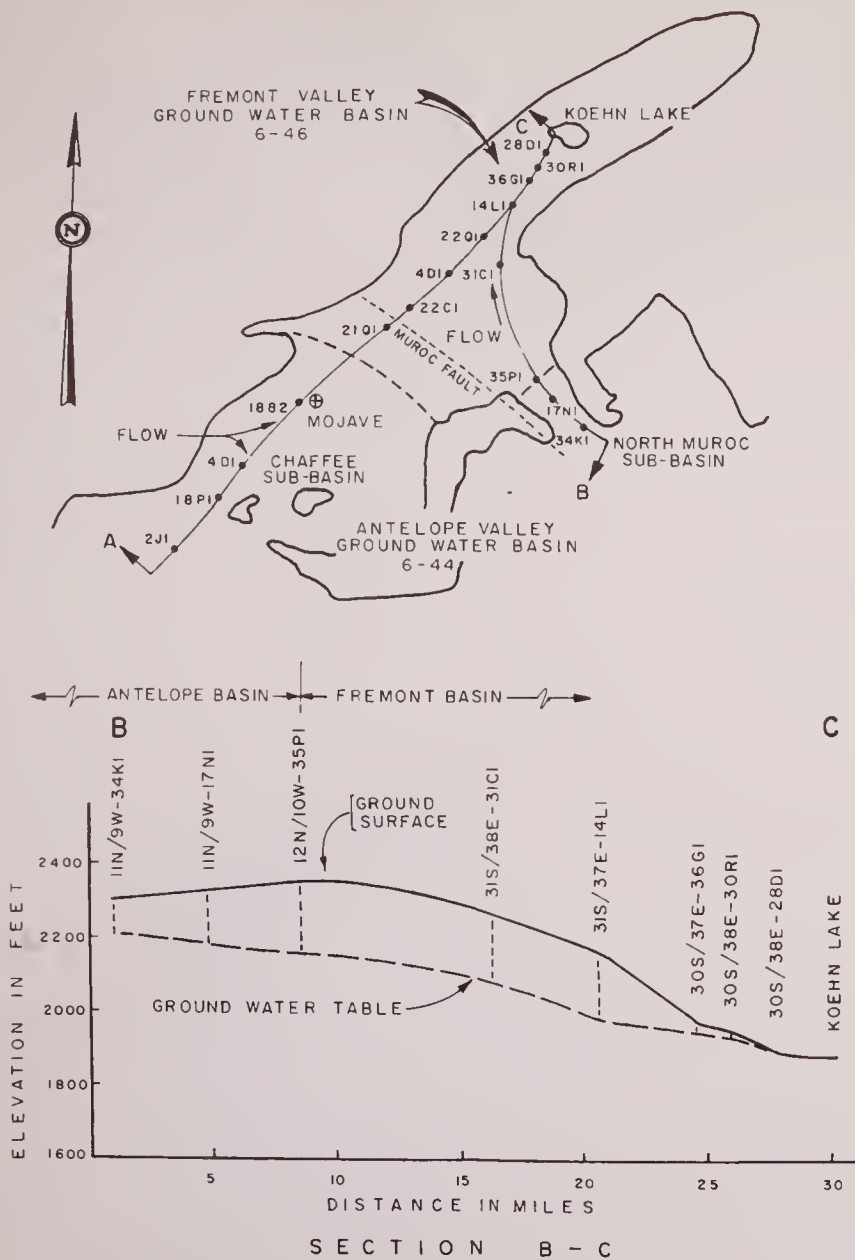 FREMONT VALLEY
GROUND WATER BASIN
6-46
C
KOEHN LAKE
28D1
30R1
36G1
14L1
N
22Q1
4D1
31C1
22C1
21Q1
FLOW
MUROC FAULT
35P1
1882
MOJAVE
17N1
FLOW
34K1
NORTH MUROC
SUB-BASIN
4D1
CHAFFEE
SUB-BASIN
B
18P1
ANTELOPE VALLEY
GROUND WATER BASIN
6-44
A
2J1
ANTELOPE BASIN
FREMONT BASIN
B
C
11N/9W-34K1
11N/9W-17N1
12N/10W-35P1
GROUND
SURFACE
31S/38E-31C1
31S/37E-14L1
30S/37E-36G1
30S/38E-30R1
30S/38E-28D1
KOEHN LAKE
ELEVATION IN FEET
2400
2200
2000
1800
1600
GROUND WATER TABLE
5
10
15
20
25
30
DISTANCE IN MILES
SECTION B-C